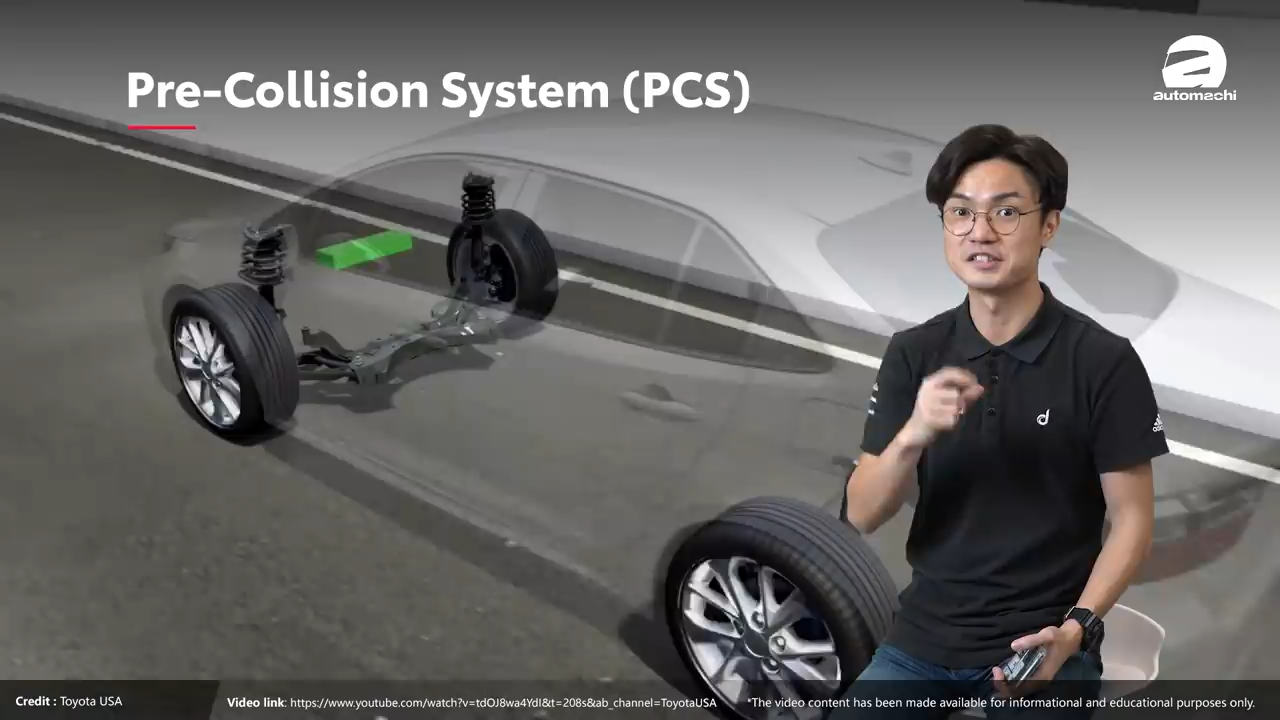 Pre-Collision System (PCS)
automachi
d
adidas
Credit : Toyota USA
Video link: https://www.youtube.com/watch?v=tdOJ8wa4YdI&t=208s&ab_channel=ToyotaUSA
*The video content has been made available for informational and educational purposes only.